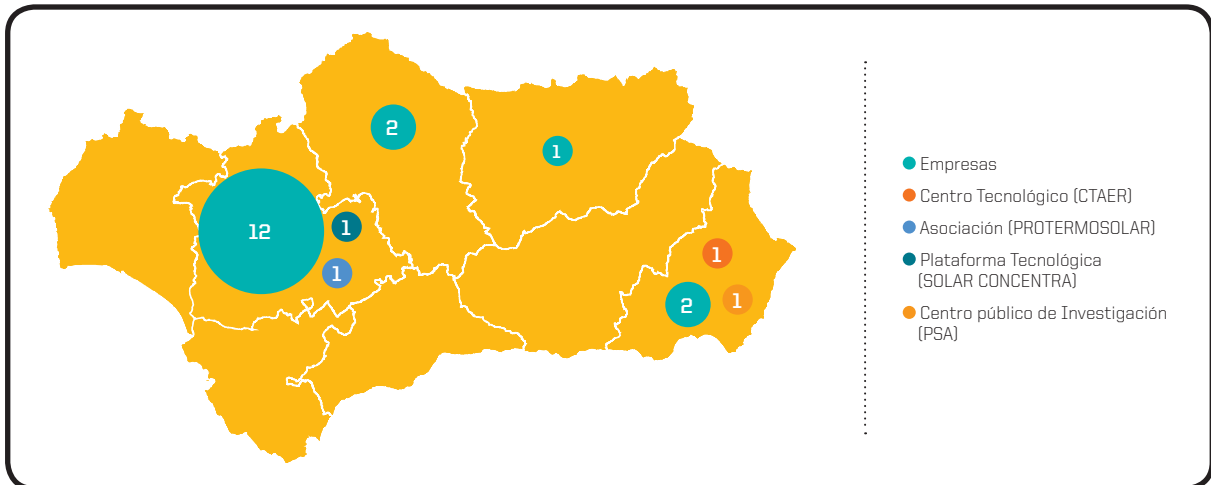 2
1
12
1
1
1
2
1
Empresas
Centro Tecnológico (CTAER)
Asociación (PROTERMOSOLAR)
Plataforma Tecnológica
(SOLAR CONCENTRA)
Centro público de Investigación
(PSA)